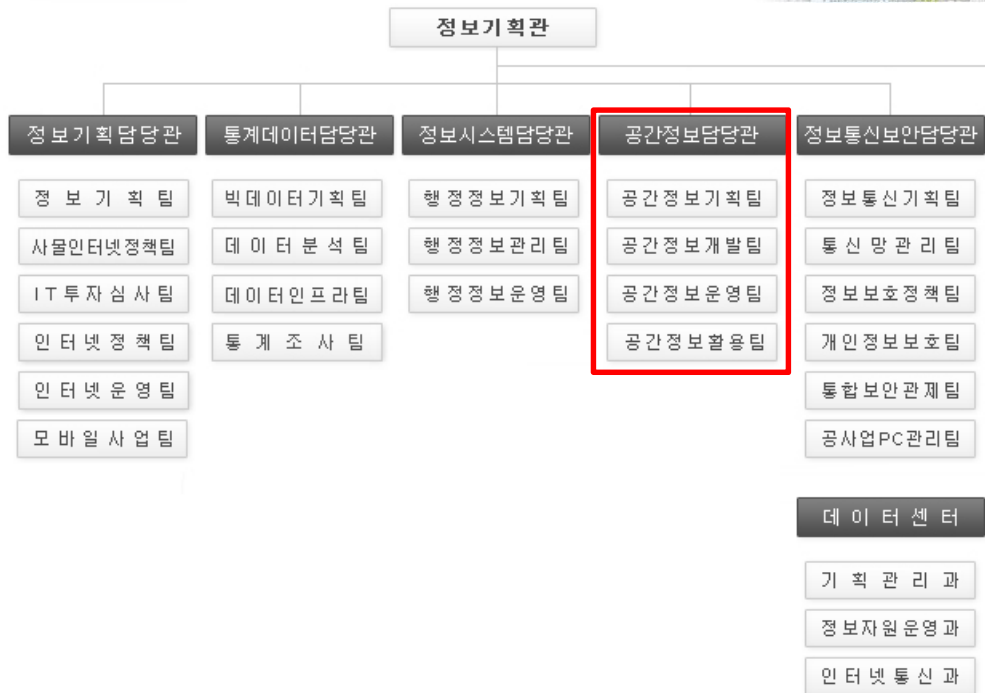 정보기획관
정보기획담당관
정보기획팀
사물인터넷정책팀
IT투자심사팀
인터넷정책팀
인터넷운영팀
모바일사업팀
통계데이터담당관
빅데이터기획팀
데이터분석팀
데이터인프라팀
통계조사팀
정보시스템담당관
행정정보기획팀
행정정보관리팀
행정정보운영팀
공간정보담당관
공간정보기획팀
공간정보개발팀
공간정보운영팀
공간정보활용팀
정보통신보안담당관
정보통신기획팀
통신망관리팀
정보보호정책팀
개인정보보호팀
통합보안관제팀
공사업PC관리팀
데이터센터
기획관리과
정보자원운영과
인터넷통신과